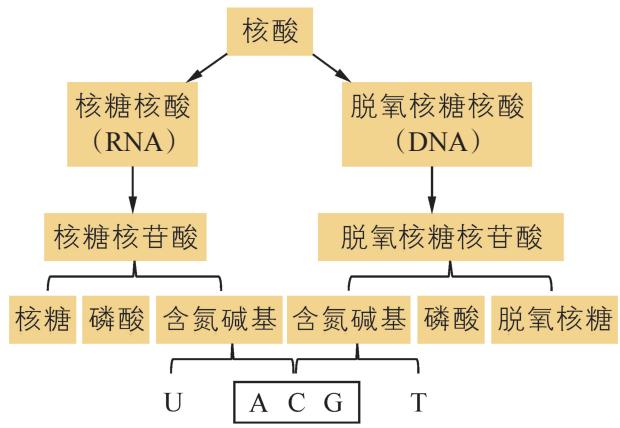 核酸
核糖核酸
（RNA）
脱氧核糖核酸
（DNA）
核糖核苷酸
脱氧核糖核苷酸
核糖 磷酸 含氮碱基 含氮碱基 磷酸 脱氧核糖
U A C G T